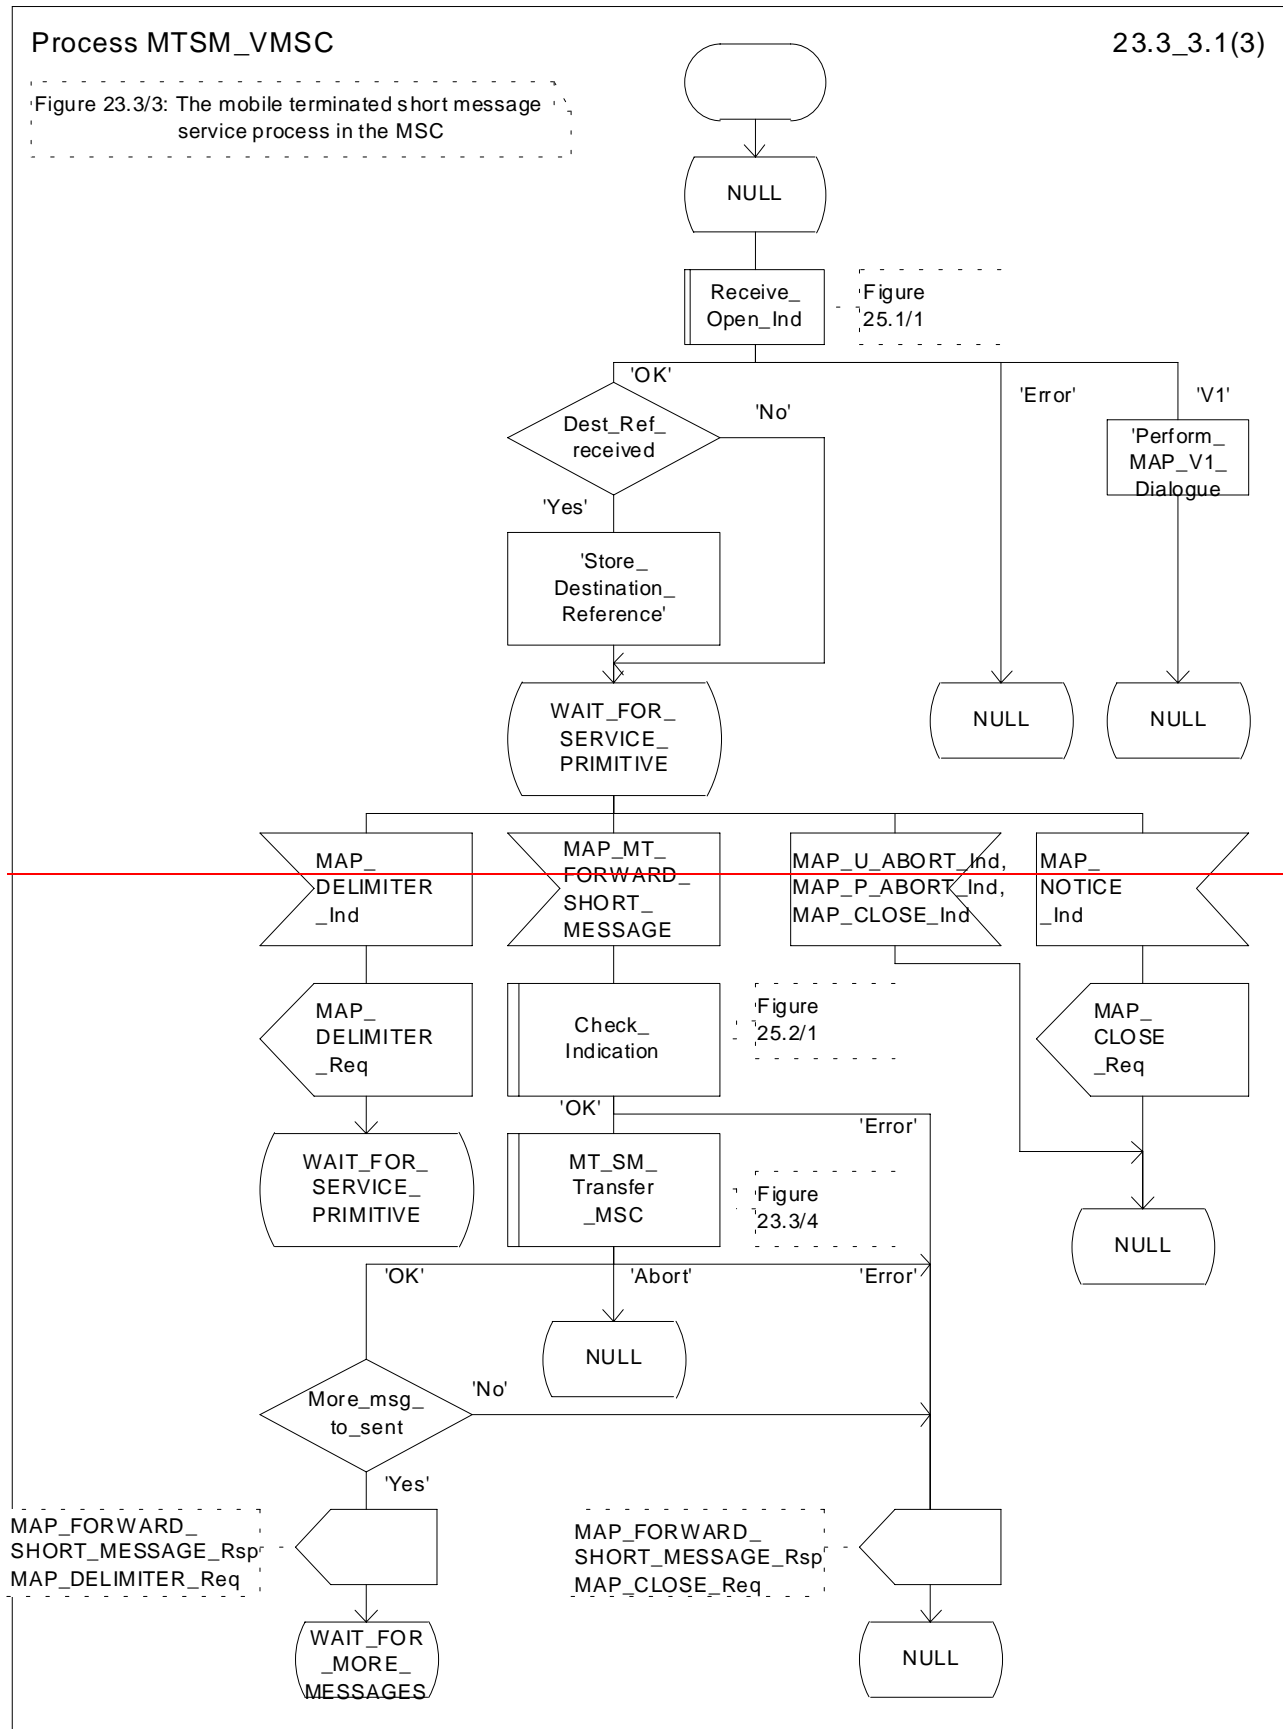 Process MTSM_VMSC
23.3_3.1(3)
Figure 23.3/3: The mobile terminated short message
service process in the MSC
NULL
Receive_
Open_Ind
Figure
25.1/1
'OK'
'No'
'Error'
'V1'
Dest_Ref_
received
'Perform_
MAP_V1_
Dialogue
'Yes'
'Store_
Destination_
Reference'
WAIT_FOR_
SERVICE_
PRIMITIVE
NULL
NULL
MAP_
DELIMITER
_Ind
MAP_MT_
FORWARD_
SHORT_
MESSAGE
MAP_U_ABORT_Ind,
MAP_P_ABORT_Ind,
MAP_CLOSE_Ind
MAP_
NOTICE
_Ind
MAP_
DELIMITER
_Req
Check_
Indication
Figure
25.2/1
MAP_
CLOSE
_Req
'OK'
'Error'
WAIT_FOR_
SERVICE_
PRIMITIVE
MT_SM_
Transfer
_MSC
Figure
23.3/4
NULL
'OK'
'Abort'
'Error'
NULL
More_msg_
to_sent
'No'
'Yes'
MAP_FORWARD_
SHORT_MESSAGE_Rsp
MAP_DELIMITER_Req
MAP_FORWARD_
SHORT_MESSAGE_Rsp
MAP_CLOSE_Req
WAIT_FOR
_MORE_
MESSAGES
NULL